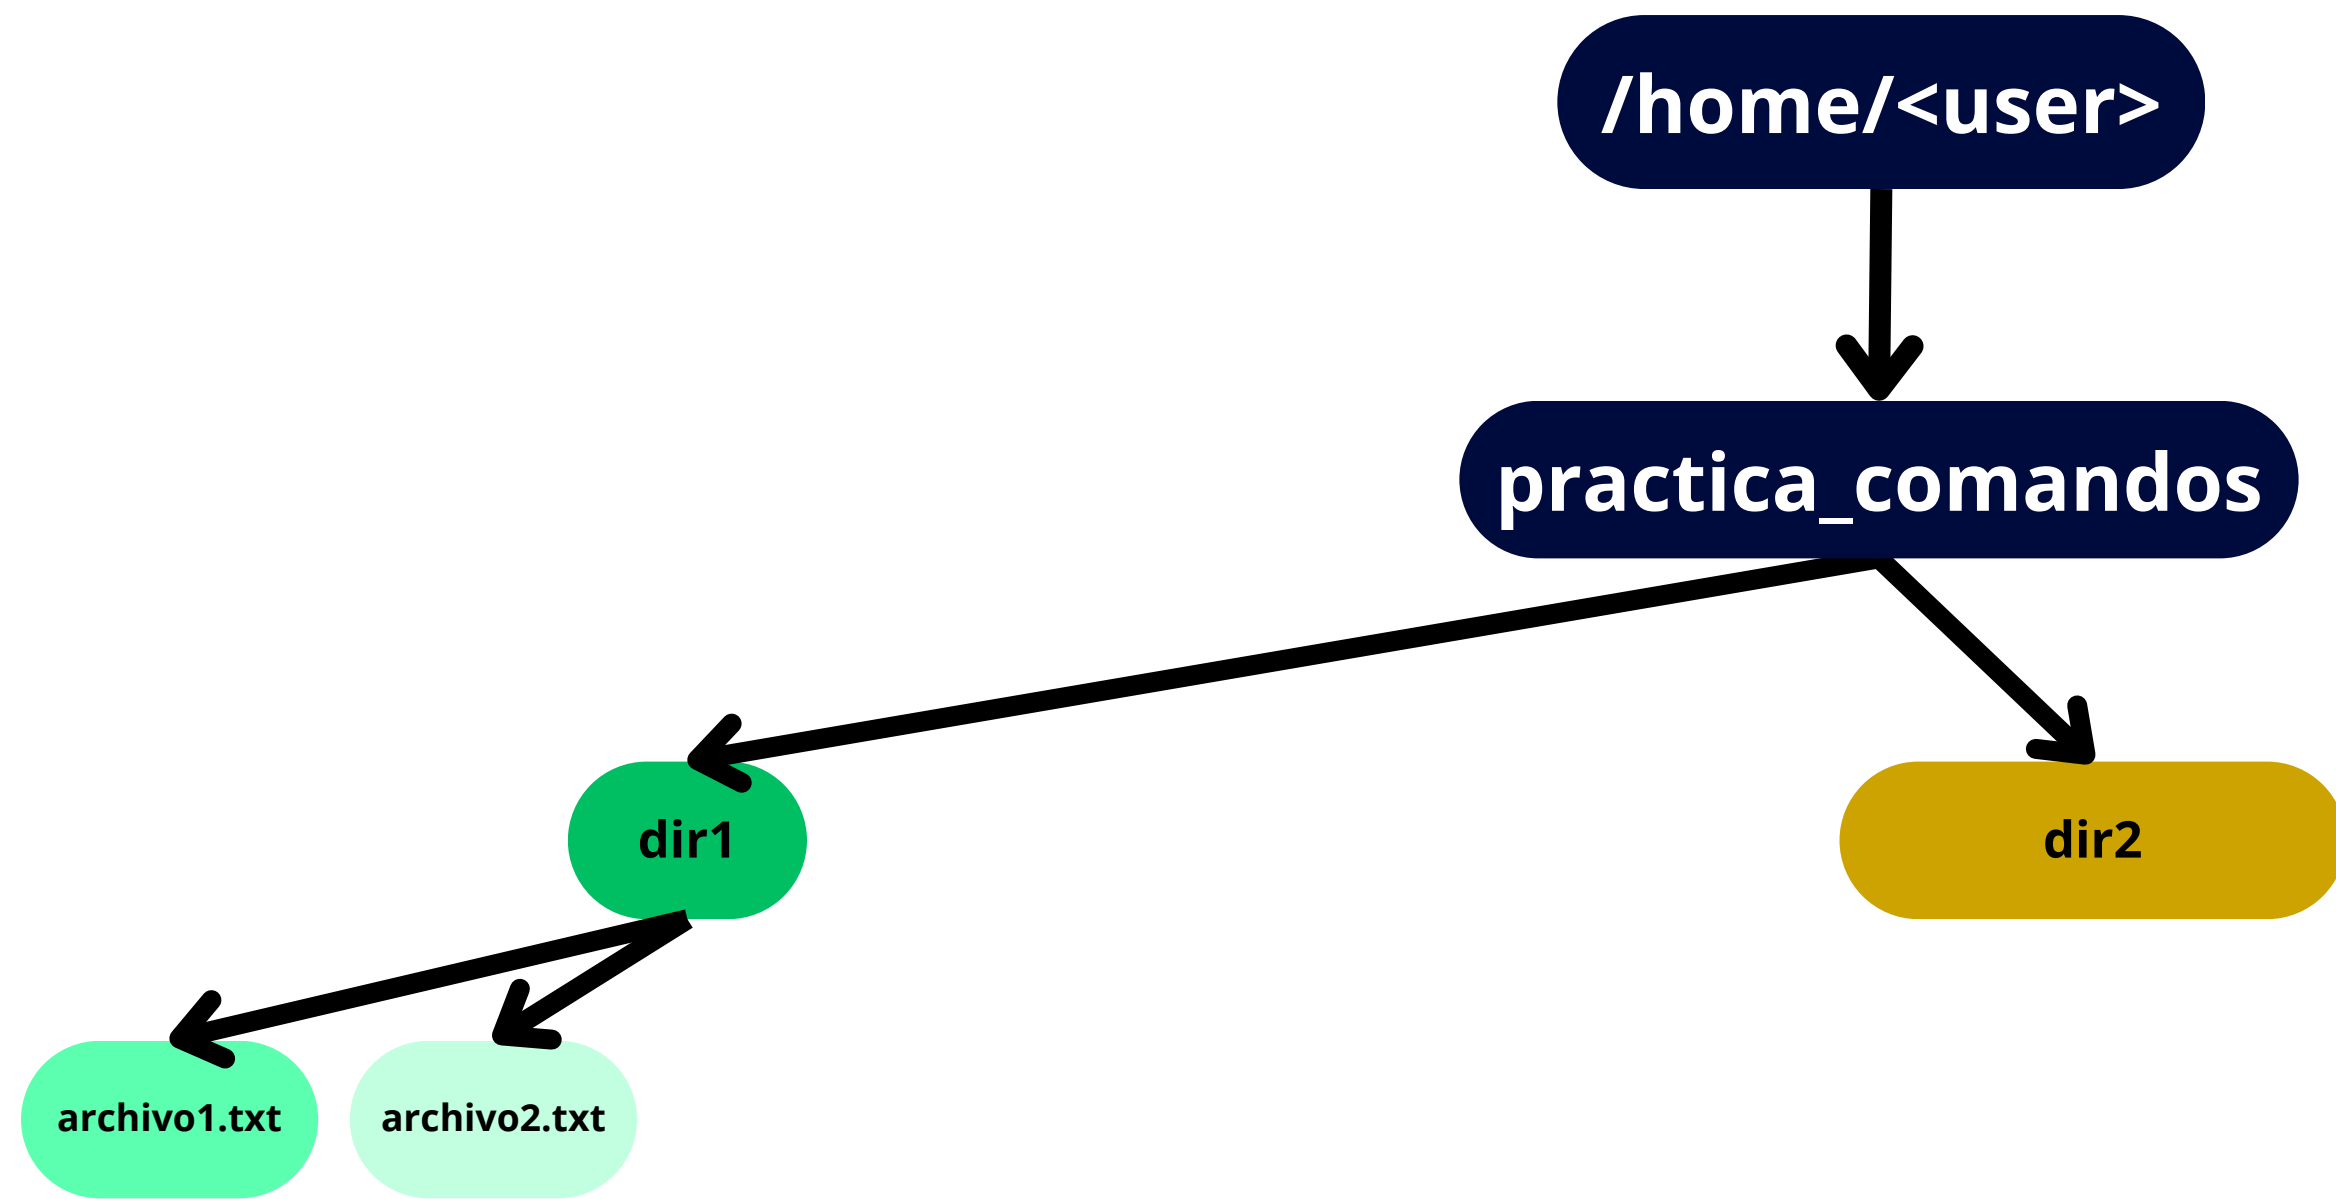 /home/<user>
practica_comandos
dir1
dir2
archivo1.txt
archivo2.txt